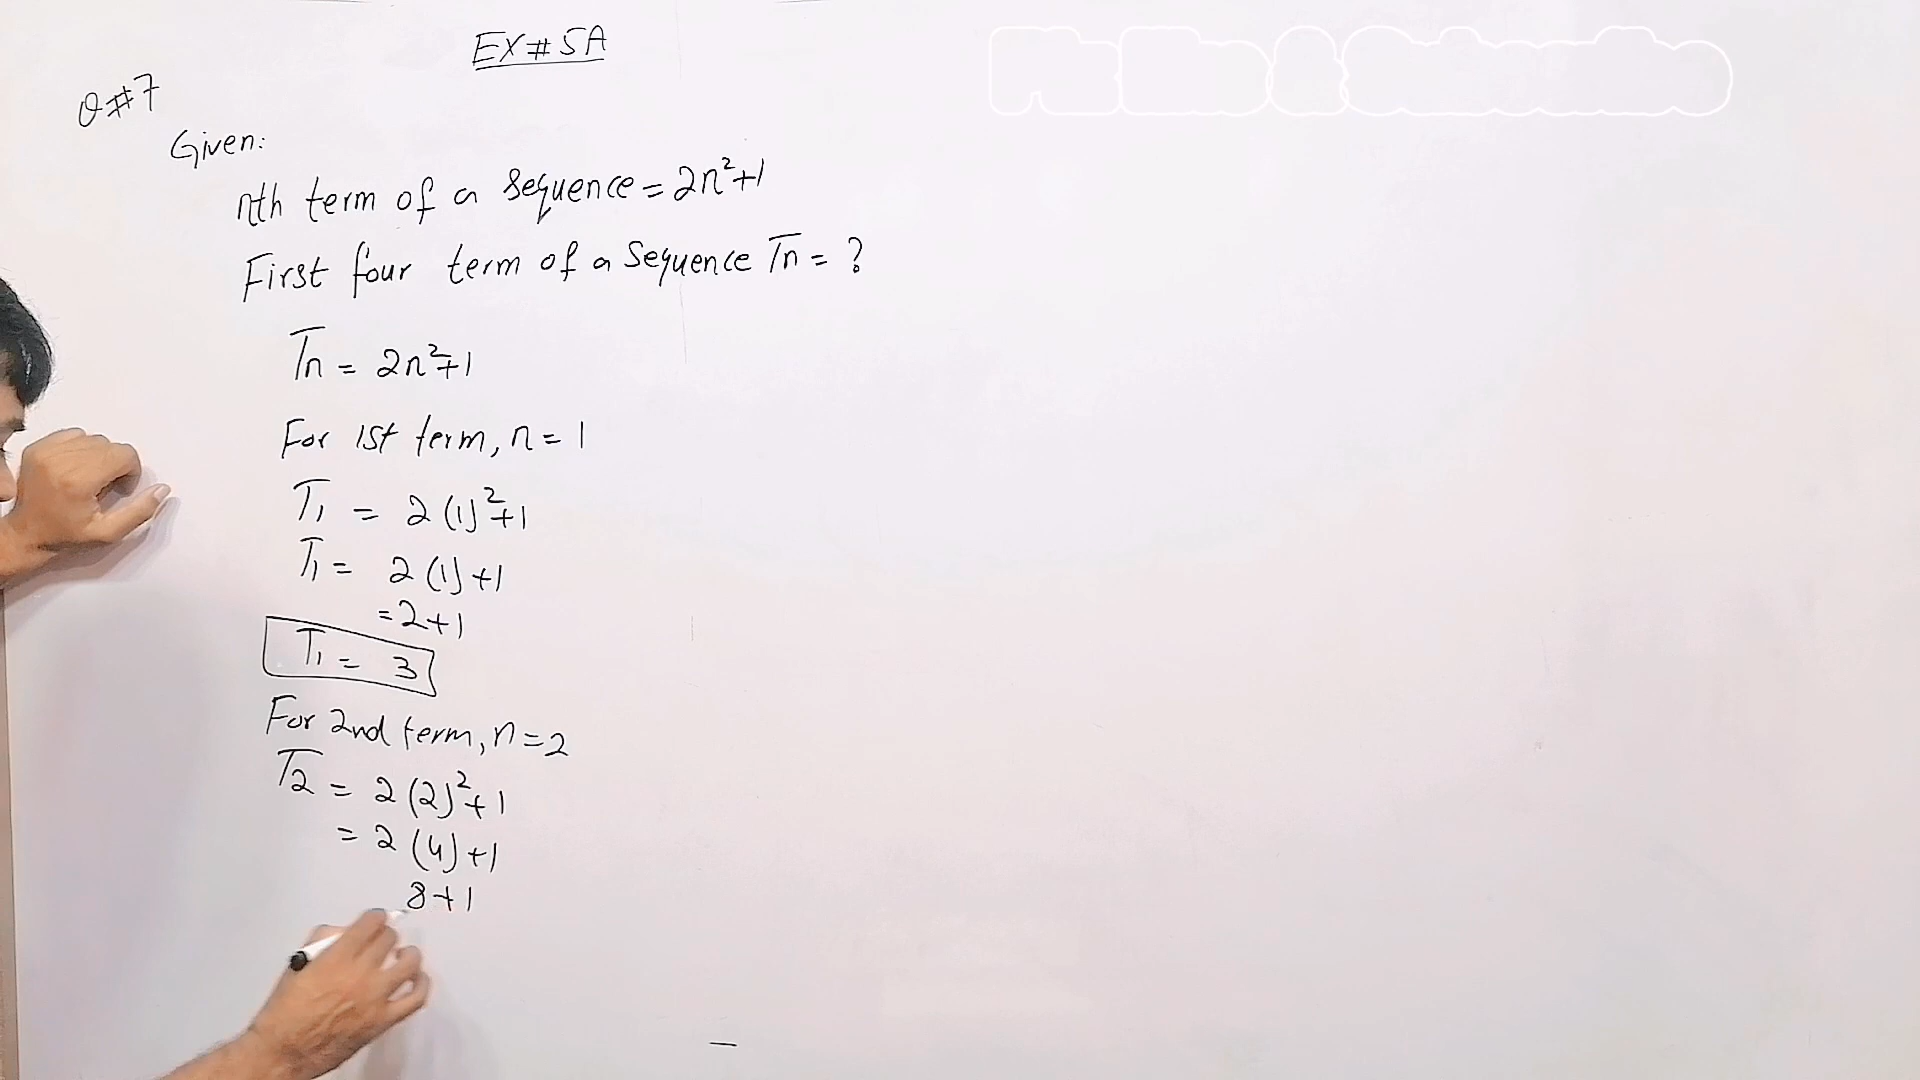 EX#5A
Q#7
Given:
nth term of a sequence = 2n²+1
First four term of a Sequence Tn = ?
Tn = 2n²+1
For 1st term, n = 1
T₁ = 2(1)²+1
T₁ = 2(1)+1
=2+1
T₁ = 3
For 2nd term, n=2
T₂ = 2(2)²+1
= 2(4)+1
8+1